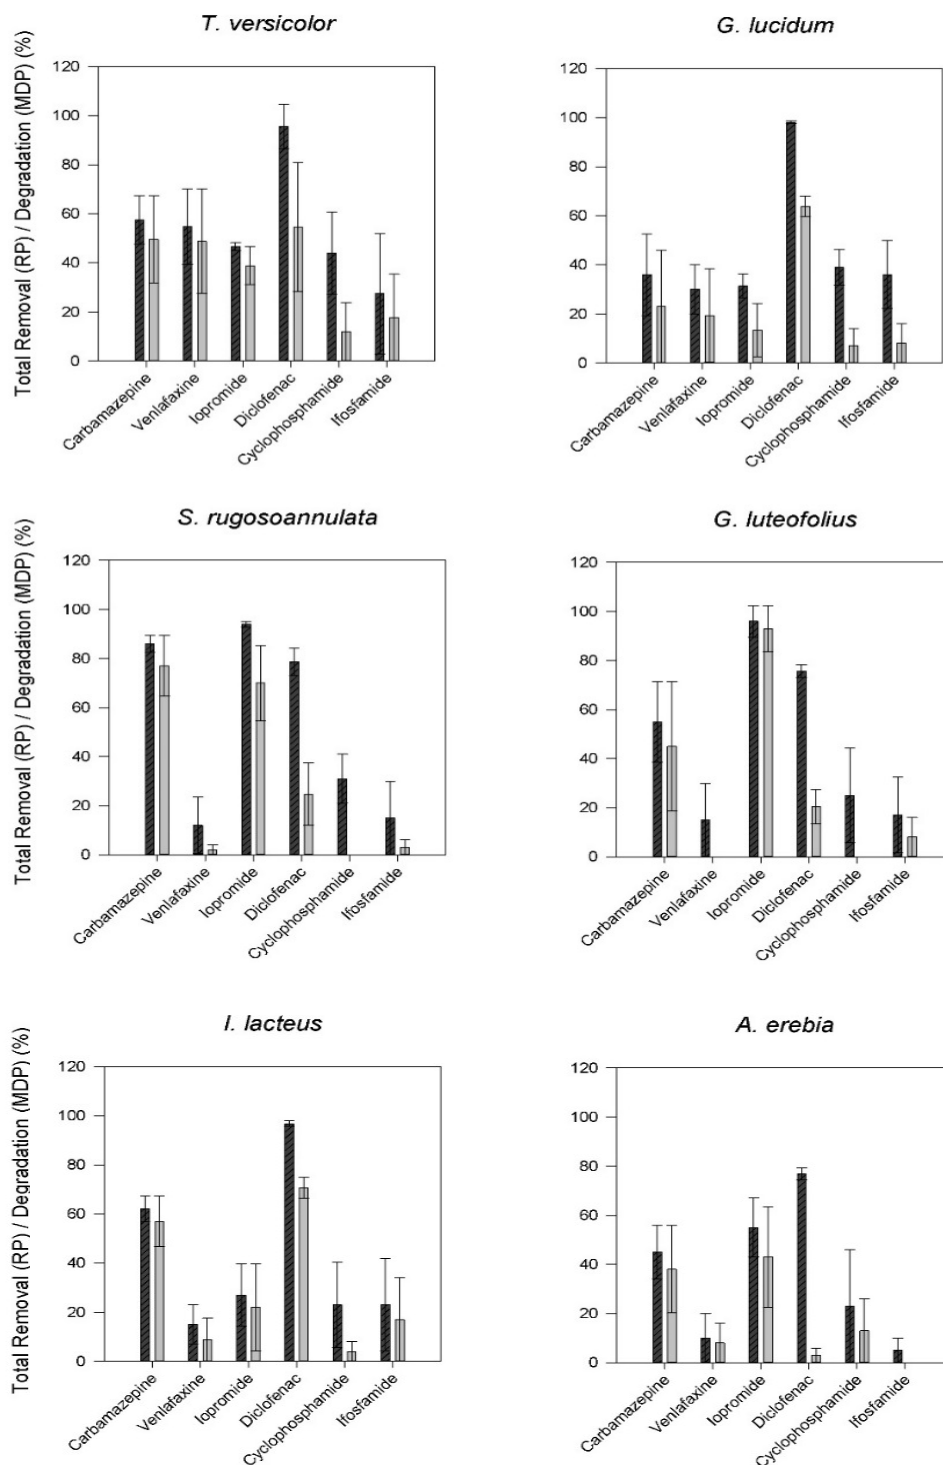 T. versicolor
Total Removal (RP) / Degradation (MDP) (%)
120
100
80
60
40
20
0
Carbamazepine
Venlafaxine
Iopromide
Diclofenac
Cyclophosphamide
Ifosfamide
G. lucidum
120
100
80
60
40
20
0
Carbamazepine
Venlafaxine
Iopromide
Diclofenac
Cyclophosphamide
Ifosfamide
S. rugosoannulata
Total Removal (RP) / Degradation (MDP) (%)
120
100
80
60
40
20
0
Carbamazepine
Venlafaxine
Iopromide
Diclofenac
Cyclophosphamide
Ifosfamide
G. luteofolius
120
100
80
60
40
20
0
Carbamazepine
Venlafaxine
Iopromide
Diclofenac
Cyclophosphamide
Ifosfamide
I. lacteus
Total Removal (RP) / Degradation (MDP) (%)
120
100
80
60
40
20
0
Carbamazepine
Venlafaxine
Iopromide
Diclofenac
Cyclophosphamide
Ifosfamide
A. erebia
120
100
80
60
40
20
0
Carbamazepine
Venlafaxine
Iopromide
Diclofenac
Cyclophosphamide
Ifosfamide